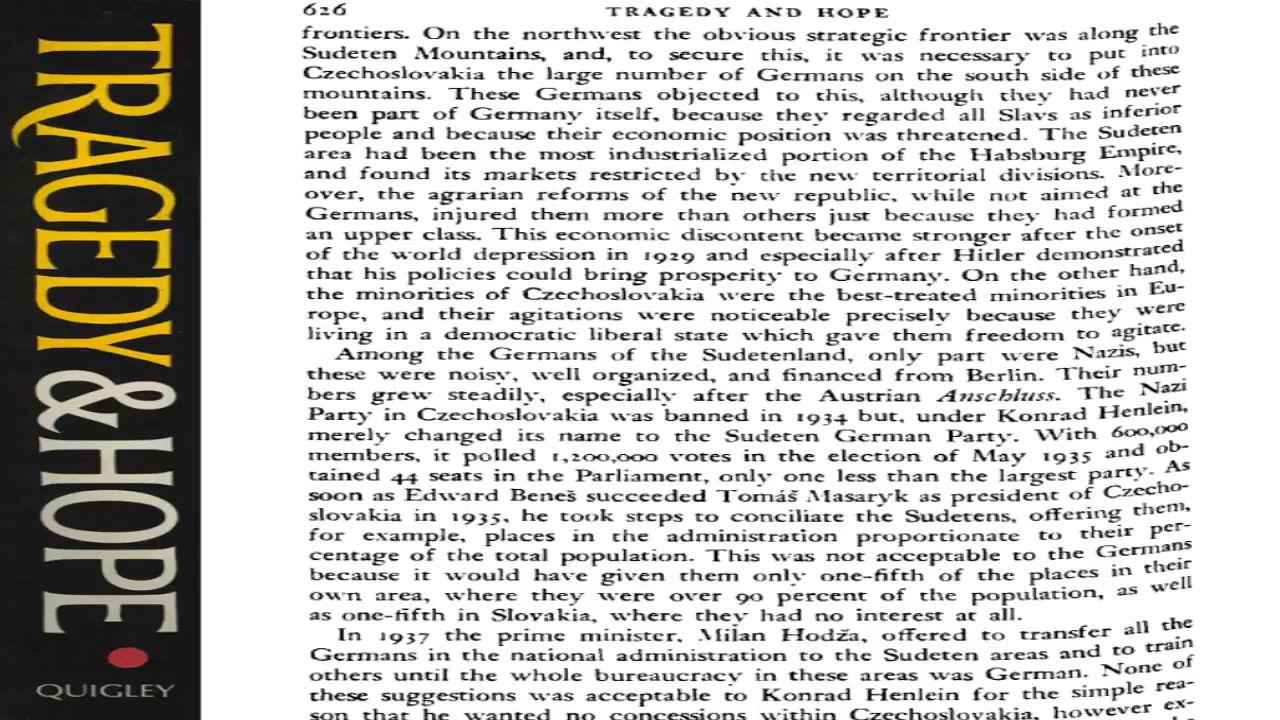 TRAGEDY & HOPE
QUIGLEY
626 TRAGEDY AND HOPE
frontiers. On the northwest the obvious strategic frontier was along the
Sudeten Mountains, and, to secure this, it was necessary to put into
Czechoslovakia the large number of Germans on the south side of these
mountains. These Germans objected to this, although they had never
been part of Germany itself, because they regarded all Slavs as inferior
people and because their economic position was threatened. The Sudeten
area had been the most industrialized portion of the Habsburg Empire,
and found its markets restricted by the new territorial divisions. More-
over, the agrarian reforms of the new republic, while not aimed at the
Germans, injured them more than others just because they had formed
an upper class. This economic discontent became stronger after the onset
of the world depression in 1929 and especially after Hitler demonstrated
that his policies could bring prosperity to Germany. On the other hand,
the minorities of Czechoslovakia were the best-treated minorities in Eu-
rope, and their agitations were noticeable precisely because they were
living in a democratic liberal state which gave them freedom to agitate.
Among the Germans of the Sudetenland, only part were Nazis, but
these were noisy, well organized, and financed from Berlin. Their num-
bers grew steadily, especially after the Austrian Anschluss. The Nazi
Party in Czechoslovakia was banned in 1934 but, under Konrad Henlein,
merely changed its name to the Sudeten German Party. With 600,000
members, it polled 1,200,000 votes in the election of May 1935 and ob-
tained 44 seats in the Parliament, only one less than the largest party. As
soon as Edward Beneš succeeded Tomáš Masaryk as president of Czecho-
slovakia in 1935, he took steps to conciliate the Sudetens, offering them,
for example, places in the administration proportionate to their per-
centage of the total population. This was not acceptable to the Germans
because it would have given them only one-fifth of the places in their
own area, where they were over 90 percent of the population, as well
as one-fifth in Slovakia, where they had no interest at all.
In 1937 the prime minister, Milan Hodža, offered to transfer all the
Germans in the national administration to the Sudeten areas and to train
others until the whole bureaucracy in these areas was German. None of
these suggestions was acceptable to Konrad Henlein for the simple rea-
son that he wanted no concessions within Czechoslovakia, however ex-